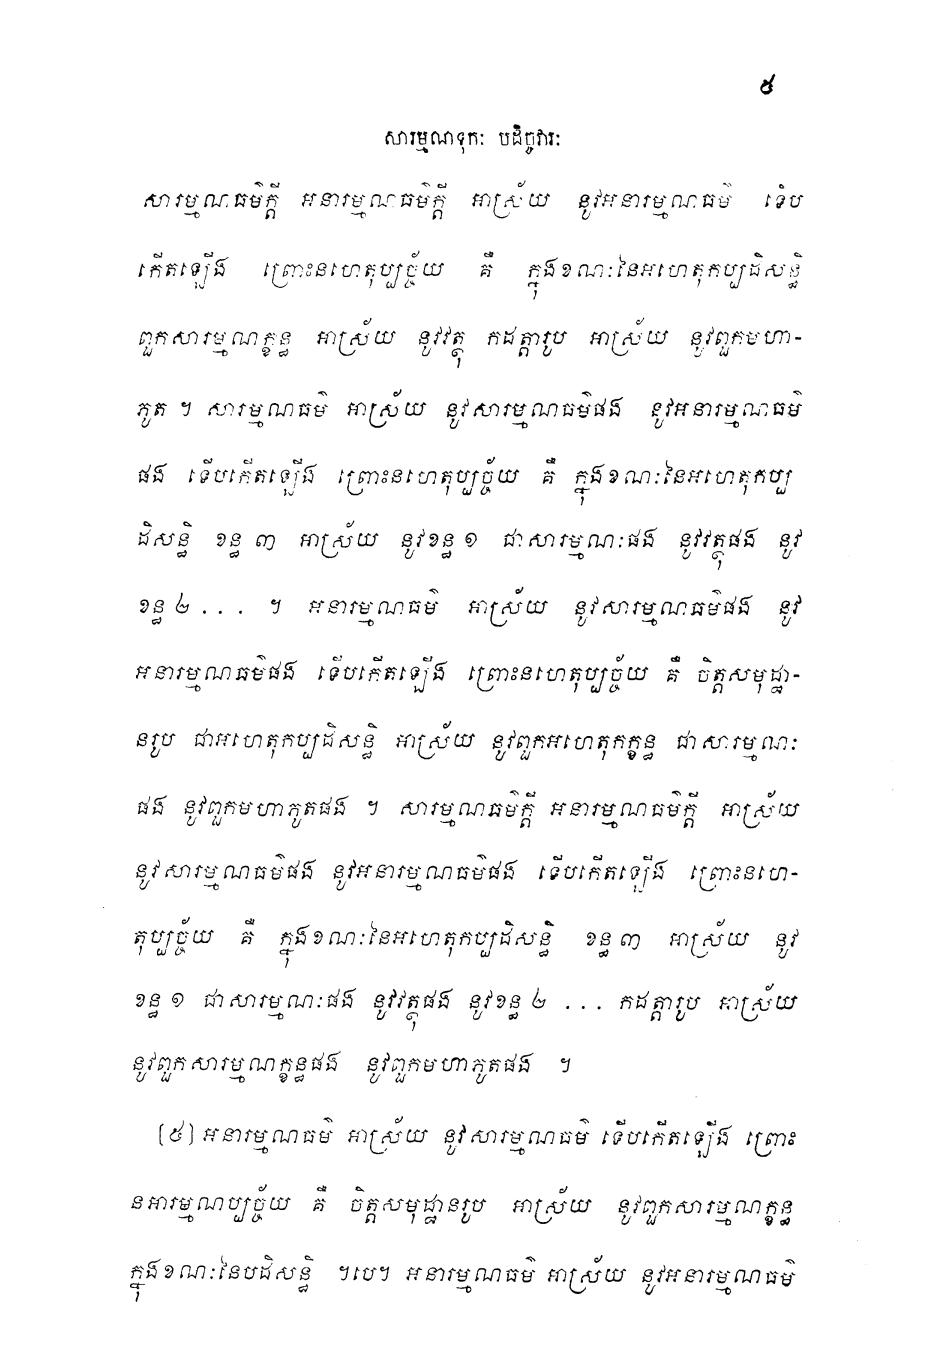 ៥
សារម្មណទុកៈ បដិច្ចវារៈ
សារម្មណធម៌ក្តី អនារម្មណធម៌ក្តី អាស្រ័យ នូវអនារម្មណធម៌ ទើប
កើតឡើង ព្រោះនហេតុប្បច្ច័យ គឺ ក្នុងខណៈនៃអហេតុកប្បដិសន្ធិ
ពួកសារម្មណក្ខន្ធ អាស្រ័យ នូវវត្ថុ កដត្តារូប អាស្រ័យ នូវពួកមហា-
ភូត ។ សារម្មណធម៌ អាស្រ័យ នូវសារម្មណធម៌ផង នូវអនារម្មណធម៌
ផង ទើបកើតឡើង ព្រោះនហេតុប្បច្ច័យ គឺ ក្នុងខណៈនៃអហេតុកប្ប
ដិសន្ធិ ខន្ធ ៣ អាស្រ័យ នូវខន្ធ ១ ជាសារម្មណៈផង នូវវត្ថុផង នូវ
ខន្ធ ២ . . . ។ អនារម្មណធម៌ អាស្រ័យ នូវសារម្មណធម៌ផង នូវ
អនារម្មណធម៌ផង ទើបកើតឡើង ព្រោះនហេតុប្បច្ច័យ គឺ ចិត្តសមុដ្ឋា-
នរូប ជាអហេតុកប្បដិសន្ធិ អាស្រ័យ នូវពួកអហេតុកក្ខន្ធ ជាសារម្មណៈ
ផង នូវពួកមហាភូតផង ។ សារម្មណធម៌ក្តី អនារម្មណធម៌ក្តី អាស្រ័យ
នូវសារម្មណធម៌ផង នូវអនារម្មណធម៌ផង ទើបកើតឡើង ព្រោះនហេ-
តុប្បច្ច័យ គឺ ក្នុងខណៈនៃអហេតុកប្បដិសន្ធិ ខន្ធ ៣ អាស្រ័យ នូវ
ខន្ធ ១ ជាសារម្មណៈផង នូវវត្ថុផង នូវខន្ធ ២ . . . កដត្តារូប អាស្រ័យ
នូវពួកសារម្មណក្ខន្ធផង នូវពួកមហាភូតផង ។
(៥) អនារម្មណធម៌ អាស្រ័យ នូវសារម្មណធម៌ ទើបកើតឡើង ព្រោះ
នអារម្មណប្បច្ច័យ គឺ ចិត្តសមុដ្ឋានរូប អាស្រ័យ នូវពួកសារម្មណក្ខន្ធ
ក្នុងខណៈនៃបដិសន្ធិ ។បេ។ អនារម្មណធម៌ អាស្រ័យ នូវអនារម្មណធម៌